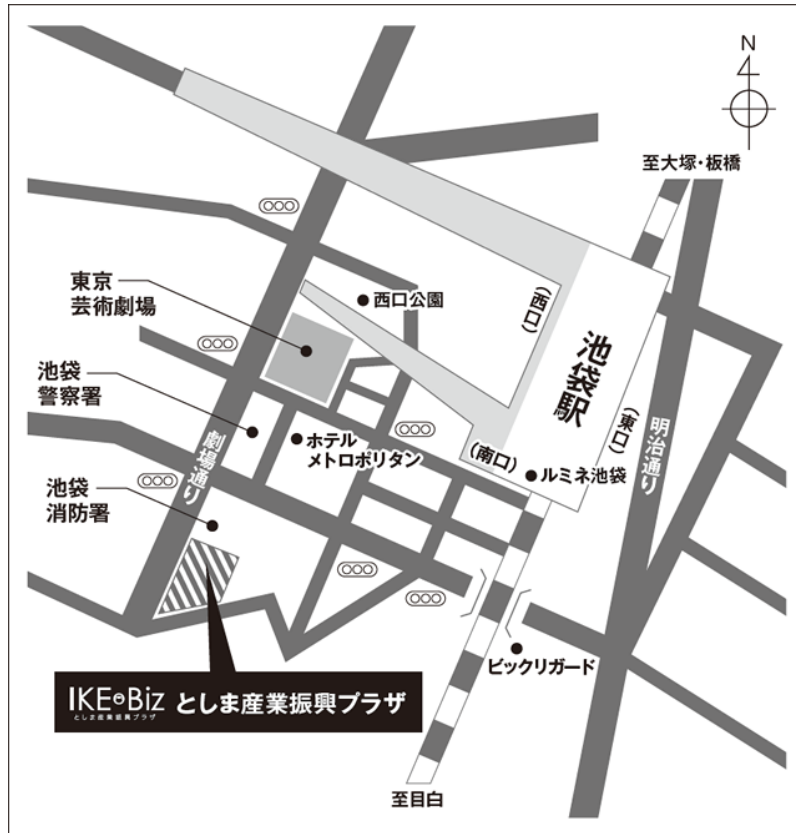 N
至大塚・板橋
東京
芸術劇場
西口公園
(西口)
池袋駅
(東口)
明治通り
池袋
警察署
ホテル
メトロポリタン
(南口)
ルミネ池袋
劇場通り
池袋
消防署
ビックリガード
IKE・Biz としま産業振興プラザ
としま産業振興プラザ
至目白